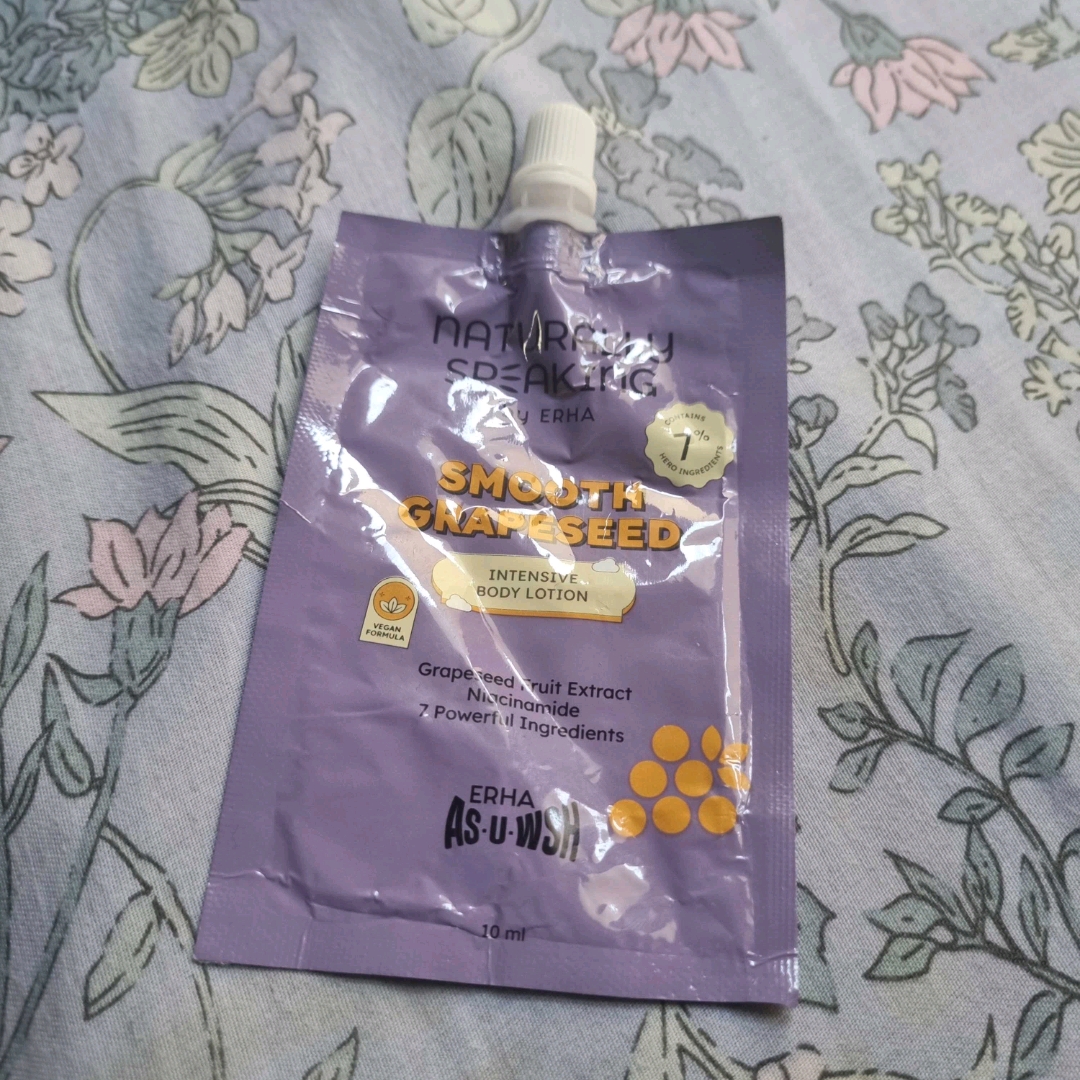 NATURALLY
SPEAKING
by ERHA
CONTAINS
7%
HERO INGREDIENTS
SMOOTH
GRAPESEED
INTENSIVE
BODY LOTION
VEGAN
FORMULA
Grapeseed Fruit Extract
Niacinamide
7 Powerful Ingredients
ERHA
AS·U·WSH
10 ml